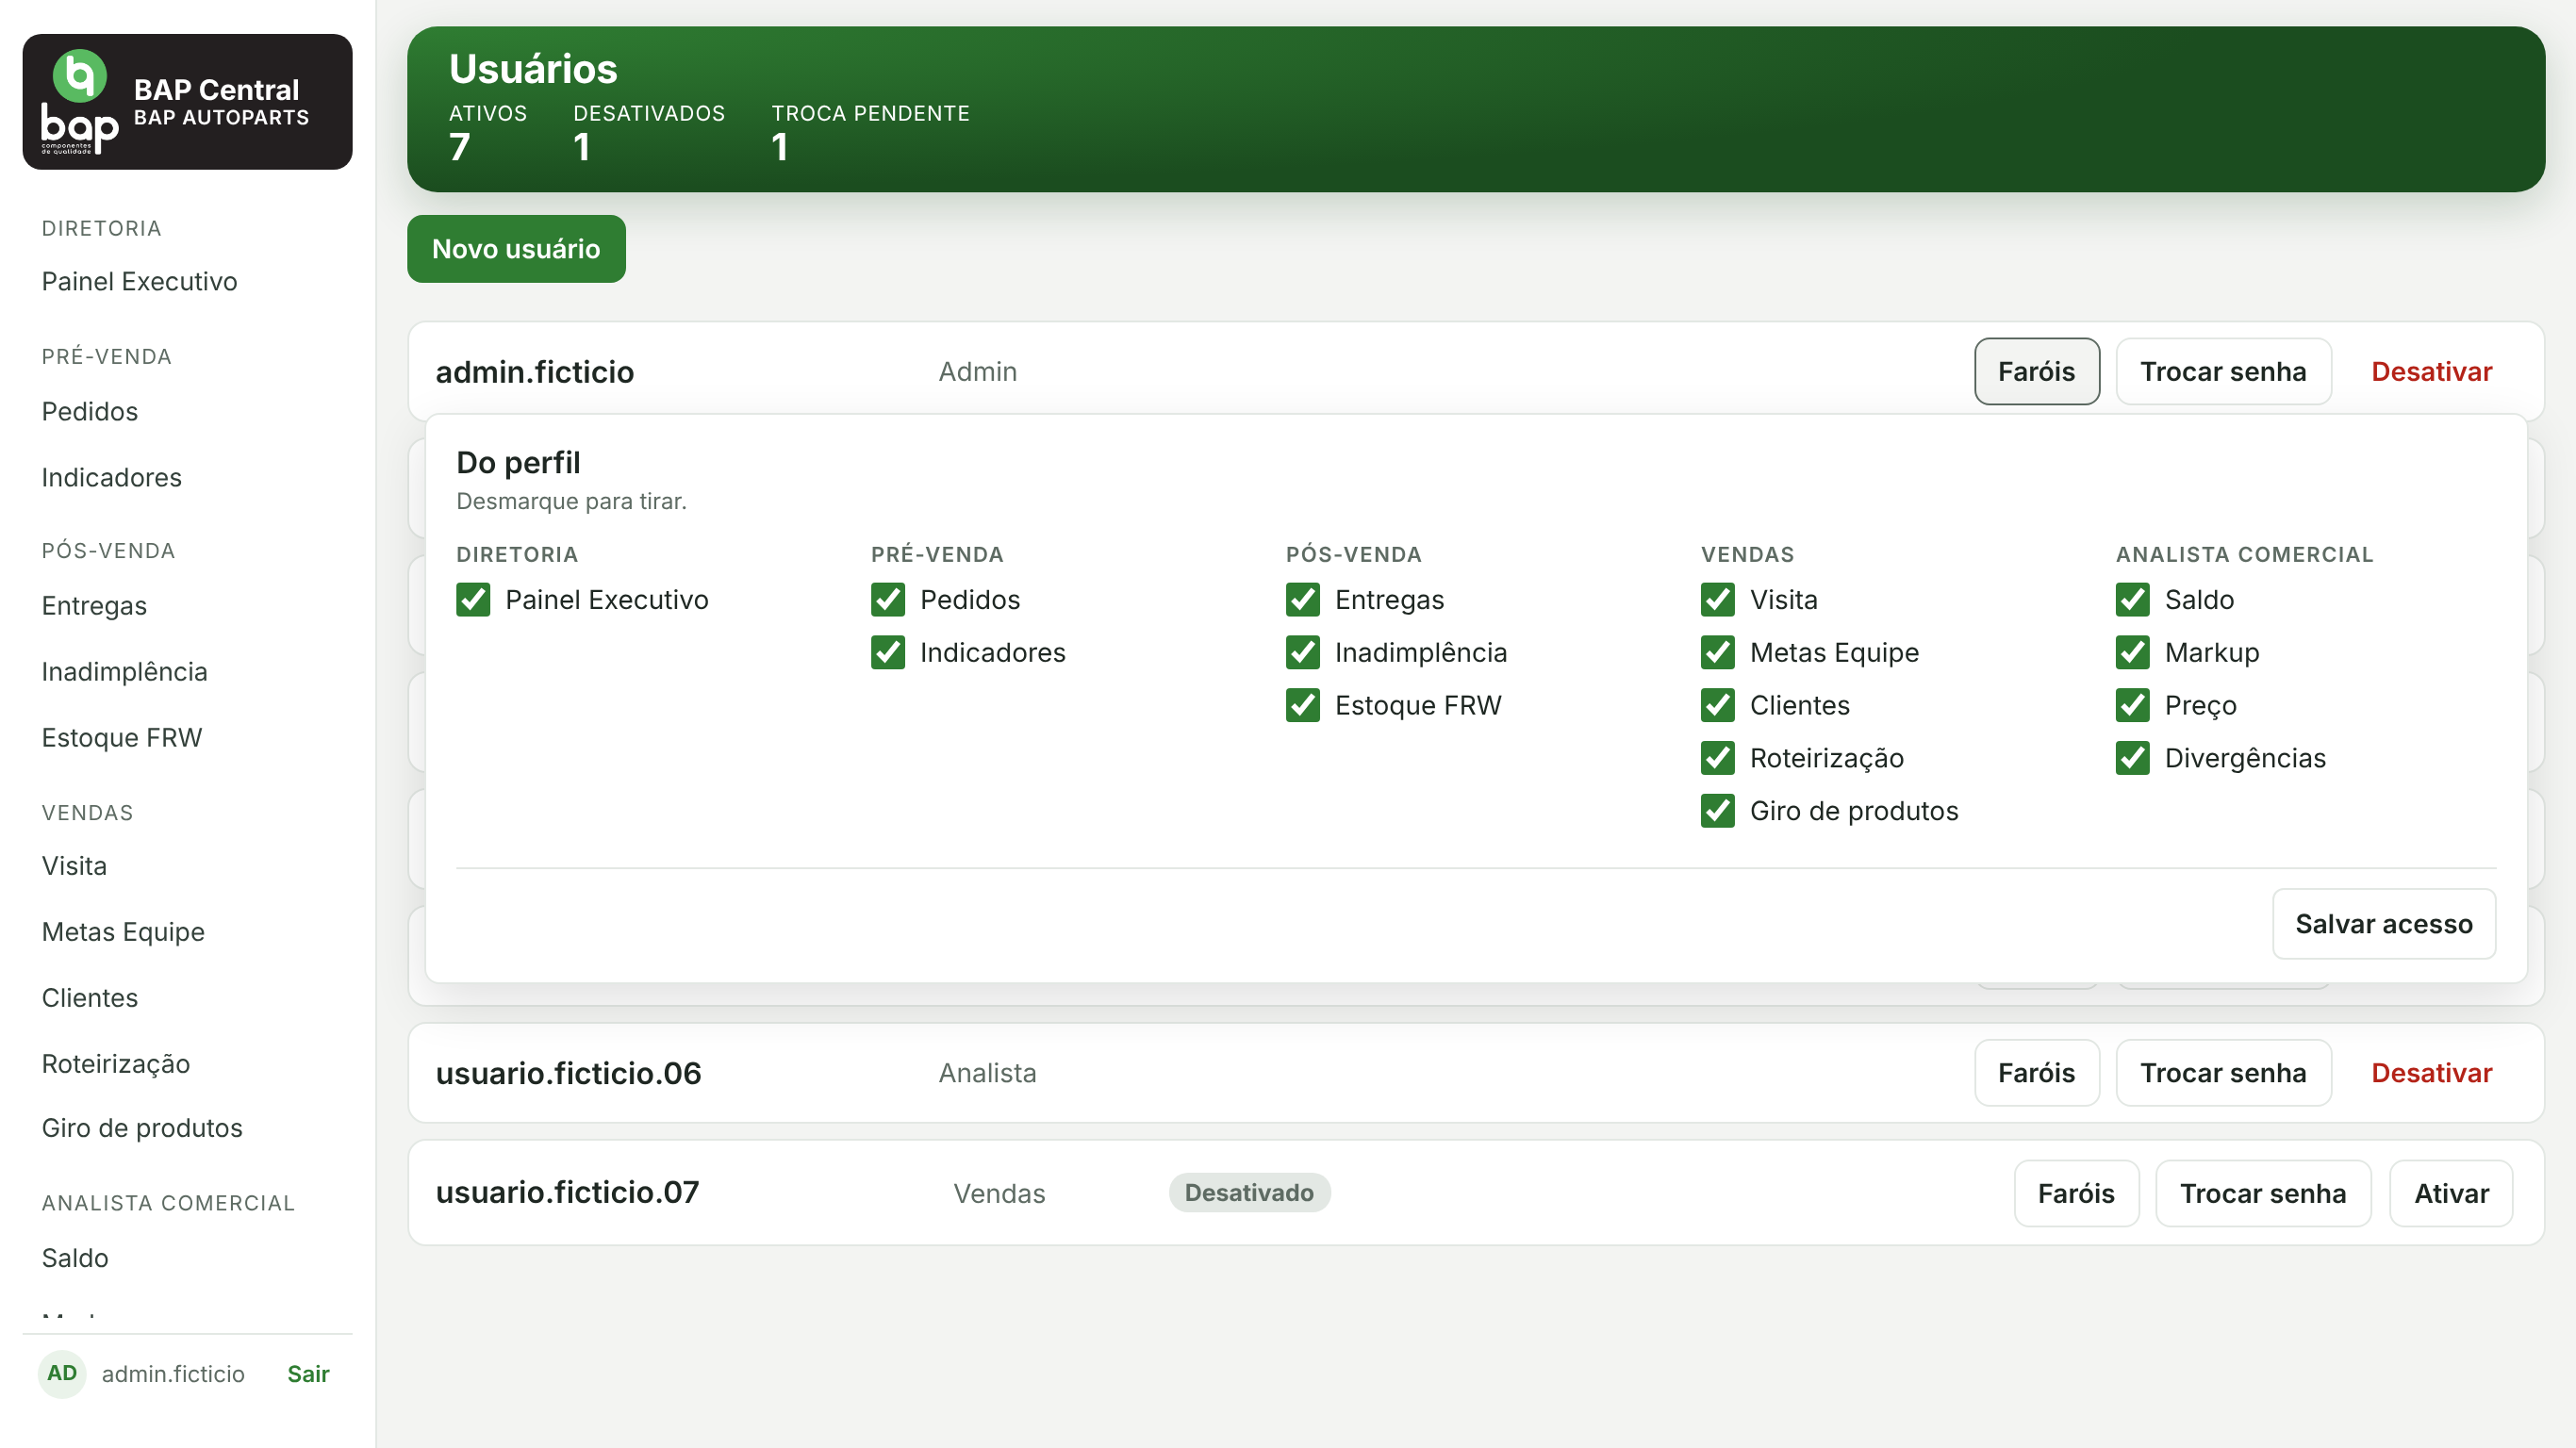 bap
componentes
de qualidade
BAP Central
BAP AUTOPARTS
DIRETORIA
Painel Executivo
PRÉ-VENDA
Pedidos
Indicadores
PÓS-VENDA
Entregas
Inadimplência
Estoque FRW
VENDAS
Visita
Metas Equipe
Clientes
Roteirização
Giro de produtos
ANALISTA COMERCIAL
Saldo
AD admin.ficticio Sair
Usuários
ATIVOS DESATIVADOS TROCA PENDENTE
7 1 1
Novo usuário
admin.ficticio Admin Faróis Trocar senha Desativar
Do perfil
Desmarque para tirar.
DIRETORIA PRÉ-VENDA PÓS-VENDA VENDAS ANALISTA COMERCIAL
Painel Executivo Pedidos Entregas Visita Saldo
Indicadores Inadimplência Metas Equipe Markup
Estoque FRW Clientes Preço
Roteirização Divergências
Giro de produtos
Salvar acesso
usuario.ficticio.06 Analista Faróis Trocar senha Desativar
usuario.ficticio.07 Vendas Desativado Faróis Trocar senha Ativar